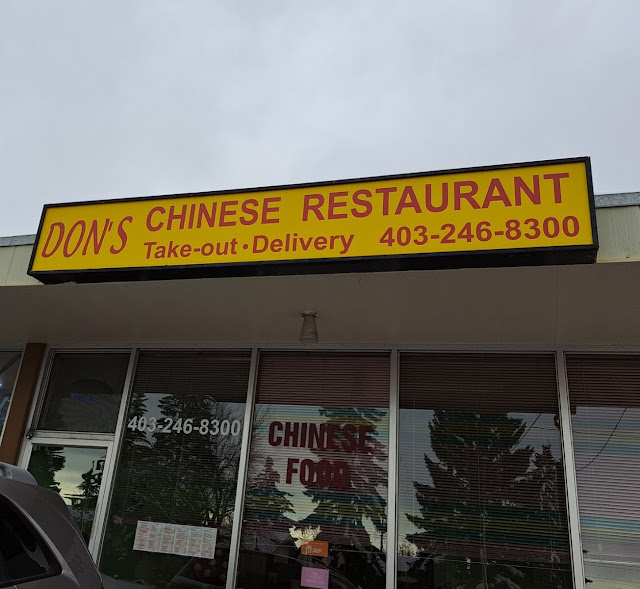 DON'S CHINESE RESTAURANT
Take-out • Delivery 403-246-8300
403-246-8300
CHINESE
FOOD